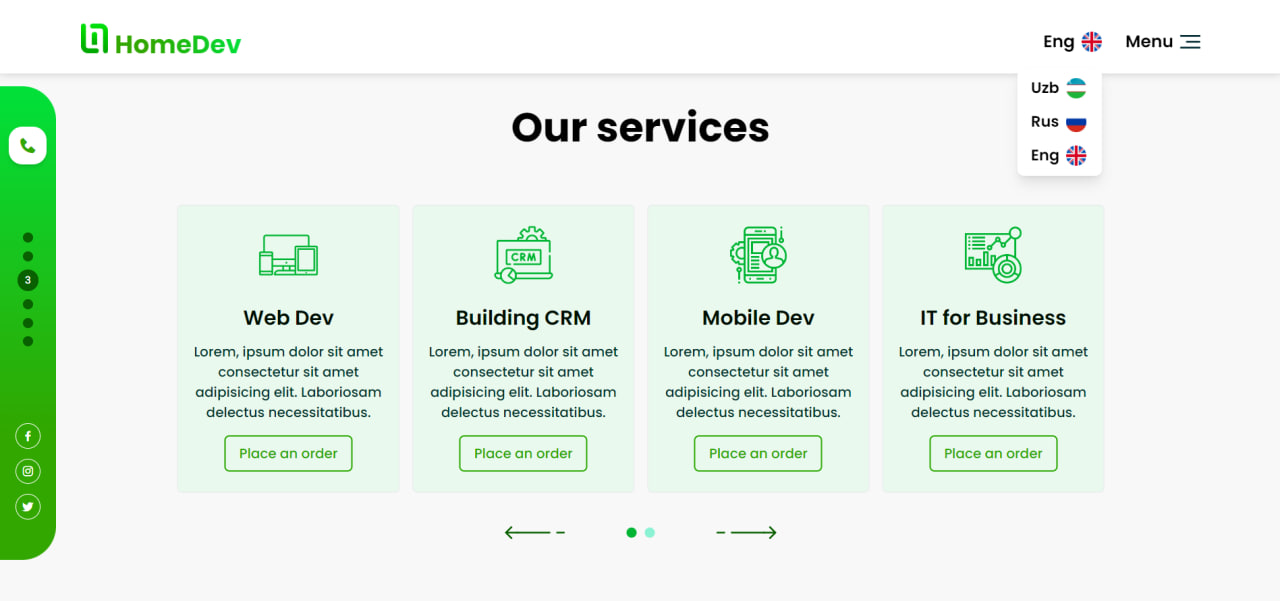 HomeDev
Eng
Menu
Uzb
Rus
Eng
Our services
3
CRM
Web Dev
Lorem, ipsum dolor sit amet
consectetur sit amet
adipisicing elit. Laboriosam
delectus necessitatibus.
Place an order
Building CRM
Lorem, ipsum dolor sit amet
consectetur sit amet
adipisicing elit. Laboriosam
delectus necessitatibus.
Place an order
Mobile Dev
Lorem, ipsum dolor sit amet
consectetur sit amet
adipisicing elit. Laboriosam
delectus necessitatibus.
Place an order
IT for Business
Lorem, ipsum dolor sit amet
consectetur sit amet
adipisicing elit. Laboriosam
delectus necessitatibus.
Place an order